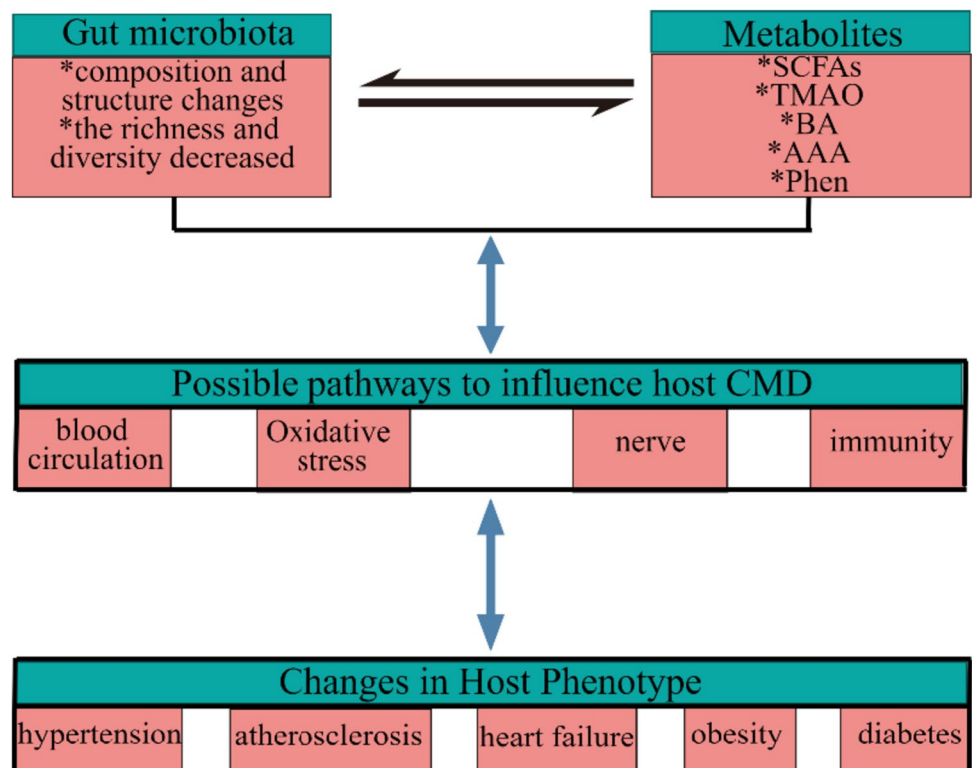 Gut microbiota
*composition and
structure changes
*the richness and
diversity decreased
Metabolites
*SCFAs
*TMAO
*BA
*AAA
*Phen
Possible pathways to influence host CMD
blood
circulation
Oxidative
stress
nerve
immunity
Changes in Host Phenotype
hypertension
atherosclerosis
heart failure
obesity
diabetes